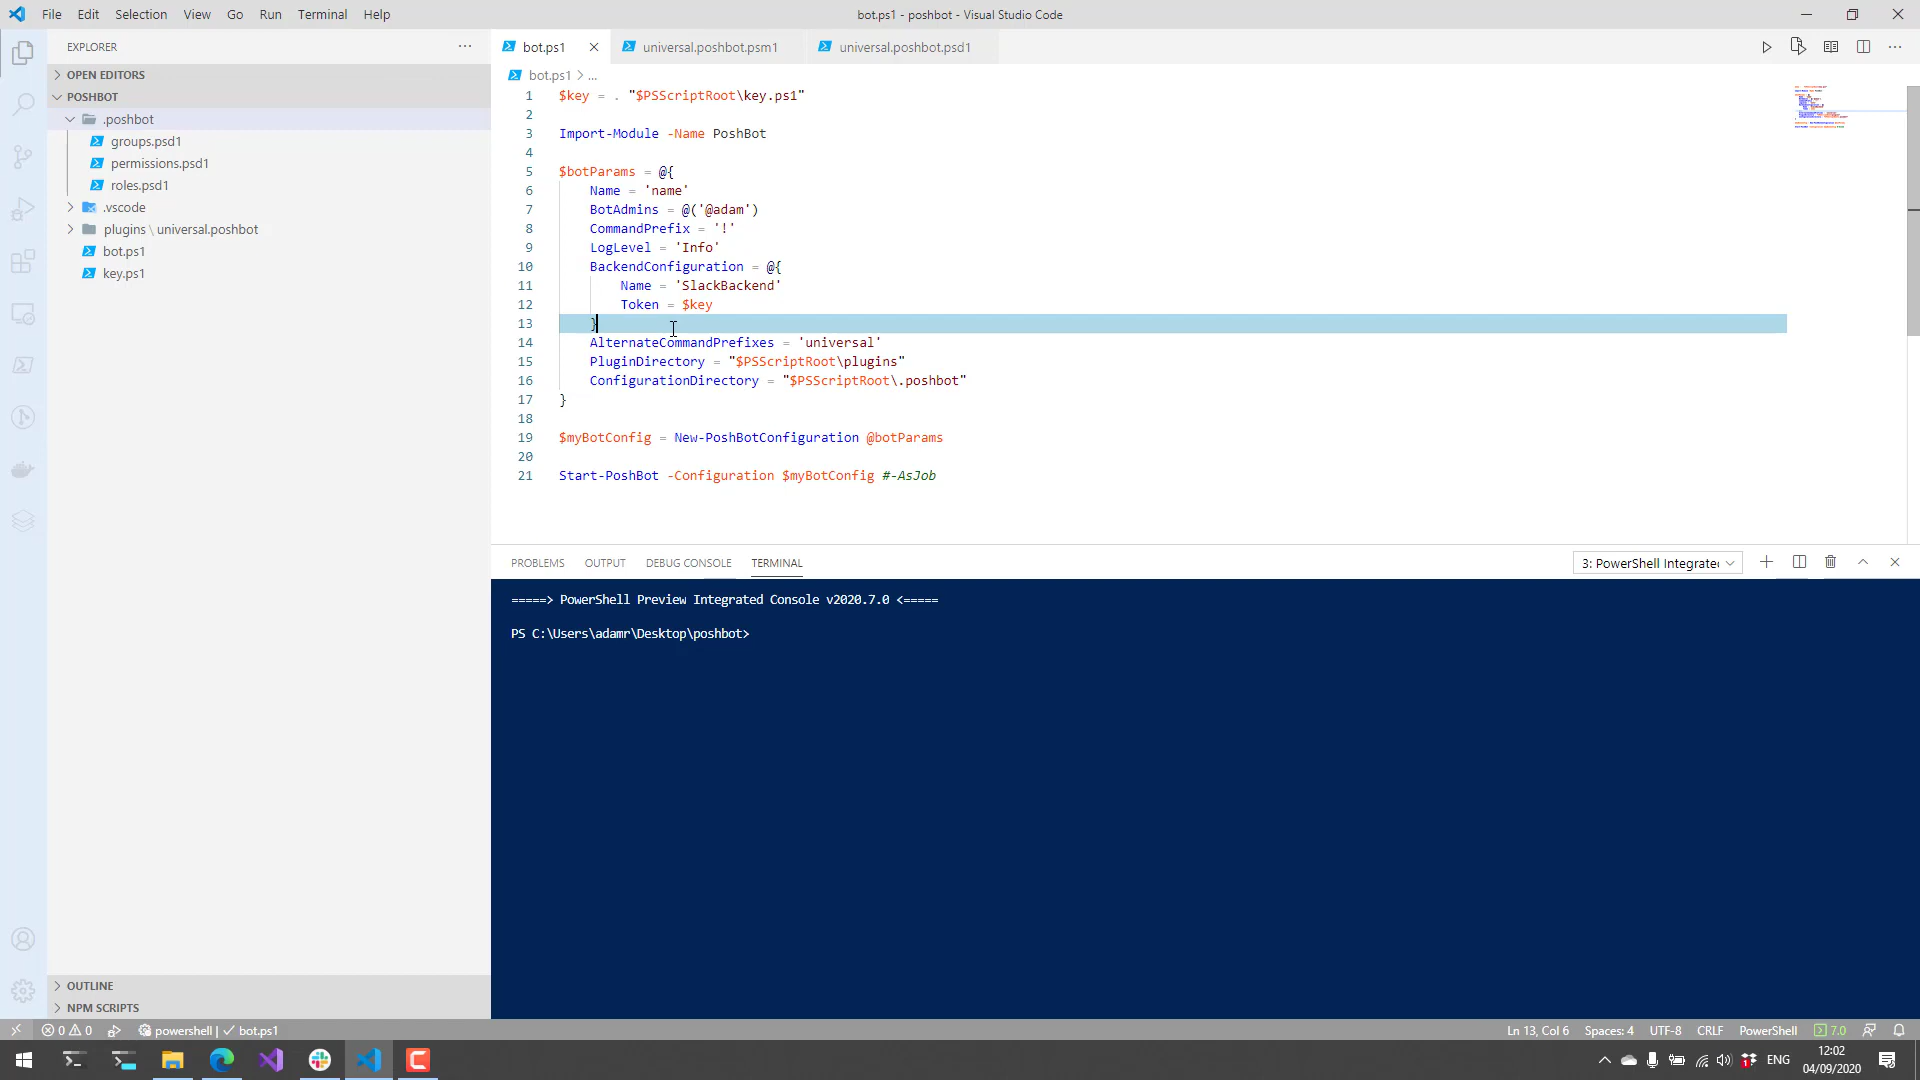 File Edit Selection View Go Run Terminal Help
bot.ps1 - poshbot - Visual Studio Code
EXPLORER
OPEN EDITORS
POSHBOT
.poshbot
groups.psd1
permissions.psd1
roles.psd1
.vscode
plugins \ universal.poshbot
bot.ps1
key.ps1
OUTLINE
NPM SCRIPTS
bot.ps1 universal.poshbot.psm1 universal.poshbot.psd1
bot.ps1 > ...
1 $key = . "$PSScriptRoot\key.ps1"
2
3 Import-Module -Name PoshBot
4
5 $botParams = @{
6 Name = 'name'
7 BotAdmins = @('@adam')
8 CommandPrefix = '!'
9 LogLevel = 'Info'
10 BackendConfiguration = @{
11 Name = 'SlackBackend'
12 Token = $key
13 }
14 AlternateCommandPrefixes = 'universal'
15 PluginDirectory = "$PSScriptRoot\plugins"
16 ConfigurationDirectory = "$PSScriptRoot\.poshbot"
17 }
18
19 $myBotConfig = New-PoshBotConfiguration @botParams
20
21 Start-PoshBot -Configuration $myBotConfig #-AsJob
PROBLEMS OUTPUT DEBUG CONSOLE TERMINAL
3: PowerShell Integrated
=====> PowerShell Preview Integrated Console v2020.7.0 <=====
PS C:\Users\adamr\Desktop\poshbot>
0 0 powershell | bot.ps1
Ln 13, Col 6 Spaces: 4 UTF-8 CRLF PowerShell 7.0
ENG
12:02
04/09/2020